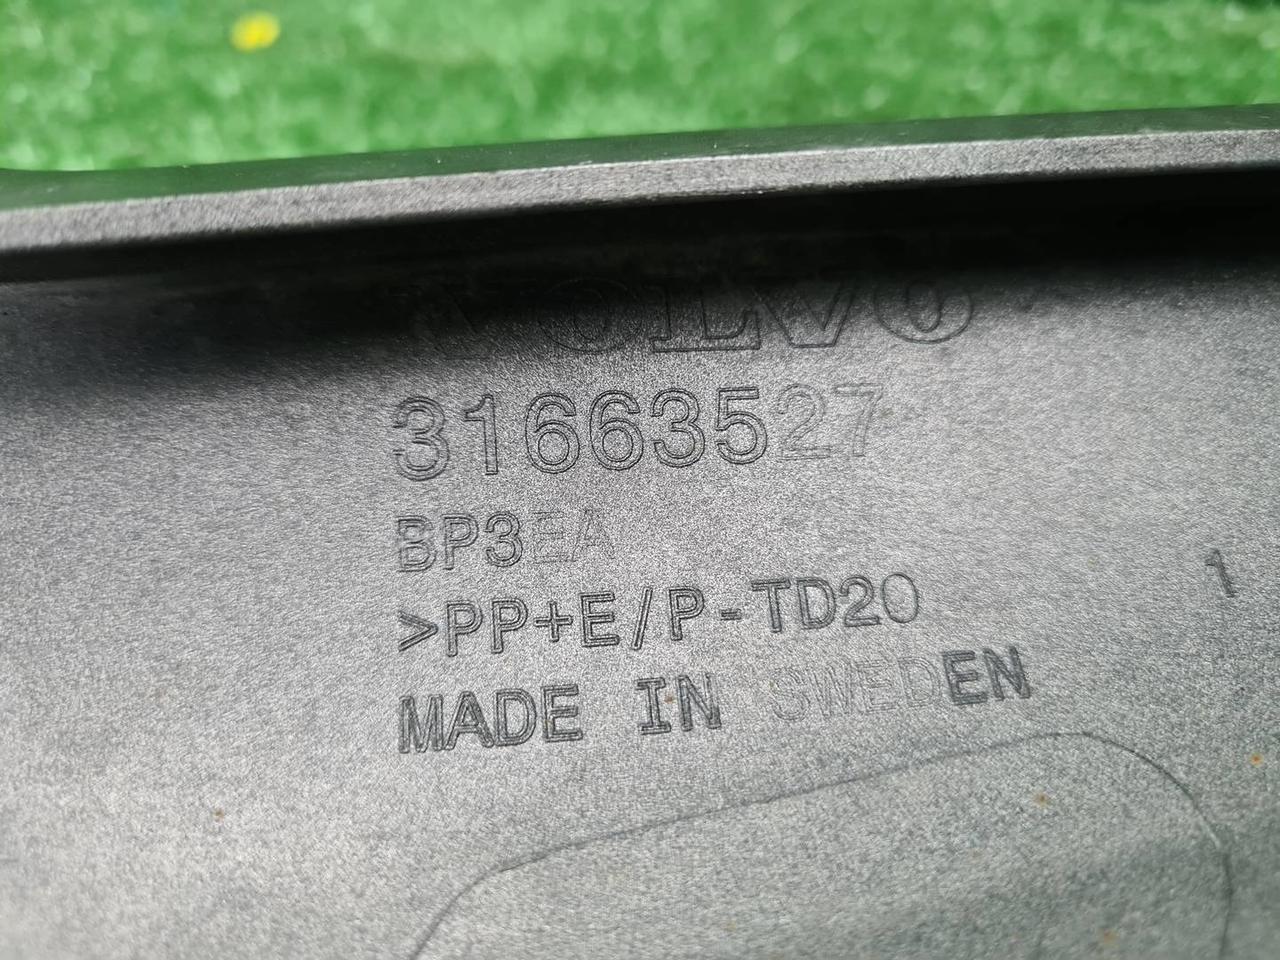 VOLVO
31663527
BP3EA
>PP+E/P-TD20
1
MADE IN SWEDEN